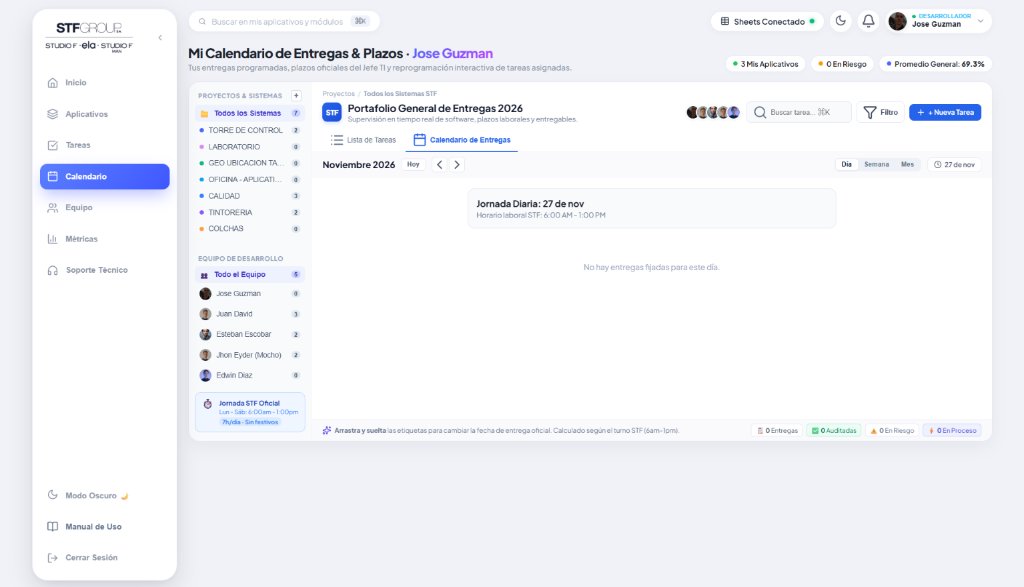 STFGROUP
STUDIO F · ela · STUDIO F
MAN
Inicio
Aplicativos
Tareas
Calendario
Equipo
Métricas
Soporte Técnico
Modo Oscuro 🌙
Manual de Uso
Cerrar Sesión
Buscar en mis aplicativos y módulos ⌘K
Sheets Conectado
DESARROLLADOR
Jose Guzman
Mi Calendario de Entregas & Plazos · Jose Guzman
Tus entregas programadas, plazos oficiales del Jefe TI y reprogramación interactiva de tareas asignadas.
3 Mis Aplicativos
0 En Riesgo
Promedio General: 69.3%
PROYECTOS & SISTEMAS +
Todos los Sistemas 7
TORRE DE CONTROL 2
LABORATORIO 0
GEO UBICACION TA... 0
OFICINA - APLICATI... 0
CALIDAD 3
TINTORERIA 2
COLCHAS 0
EQUIPO DE DESARROLLO
Todo el Equipo 5
Jose Guzman 0
Juan David 3
Esteban Escobar 2
Jhon Eyder (Mocho) 2
Edwin Diaz 0
Jornada STF Oficial
Lun - Sáb: 6:00am - 1:00pm
7h/día · Sin festivos
Proyectos / Todos los Sistemas STF
STF
Portafolio General de Entregas 2026
Supervisión en tiempo real de software, plazos laborales y entregables.
Buscar tarea... ⌘K
Filtro
+ + Nueva Tarea
Lista de Tareas
Calendario de Entregas
Noviembre 2026
Hoy
Día
Semana
Mes
27 de nov
Jornada Diaria: 27 de nov
Horario laboral STF: 6:00 AM - 1:00 PM
No hay entregas fijadas para este día.
Arrastra y suelta las etiquetas para cambiar la fecha de entrega oficial. Calculado según el turno STF (6am-1pm).
0 Entregas
0 Auditadas
0 En Riesgo
0 En Proceso